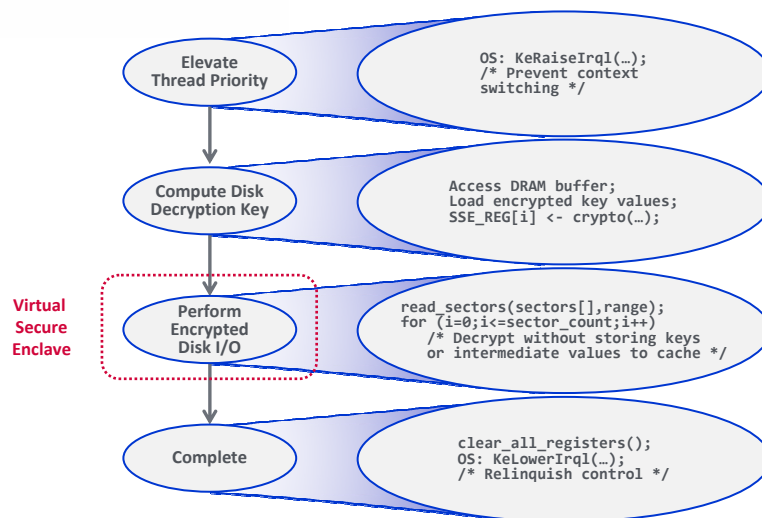 Elevate
Thread Priority
OS: KeRaiseIrql(…);
/* Prevent context
switching */
Compute Disk
Decryption Key
Access DRAM buffer;
Load encrypted key values;
SSE_REG[i] <- crypto(…);
Virtual
Secure
Enclave
Perform
Encrypted
Disk I/O
read_sectors(sectors[],range);
for (i=0;i<=sector_count;i++)
/* Decrypt without storing keys
or intermediate values to cache */
Complete
clear_all_registers();
OS: KeLowerIrql(…);
/* Relinquish control */